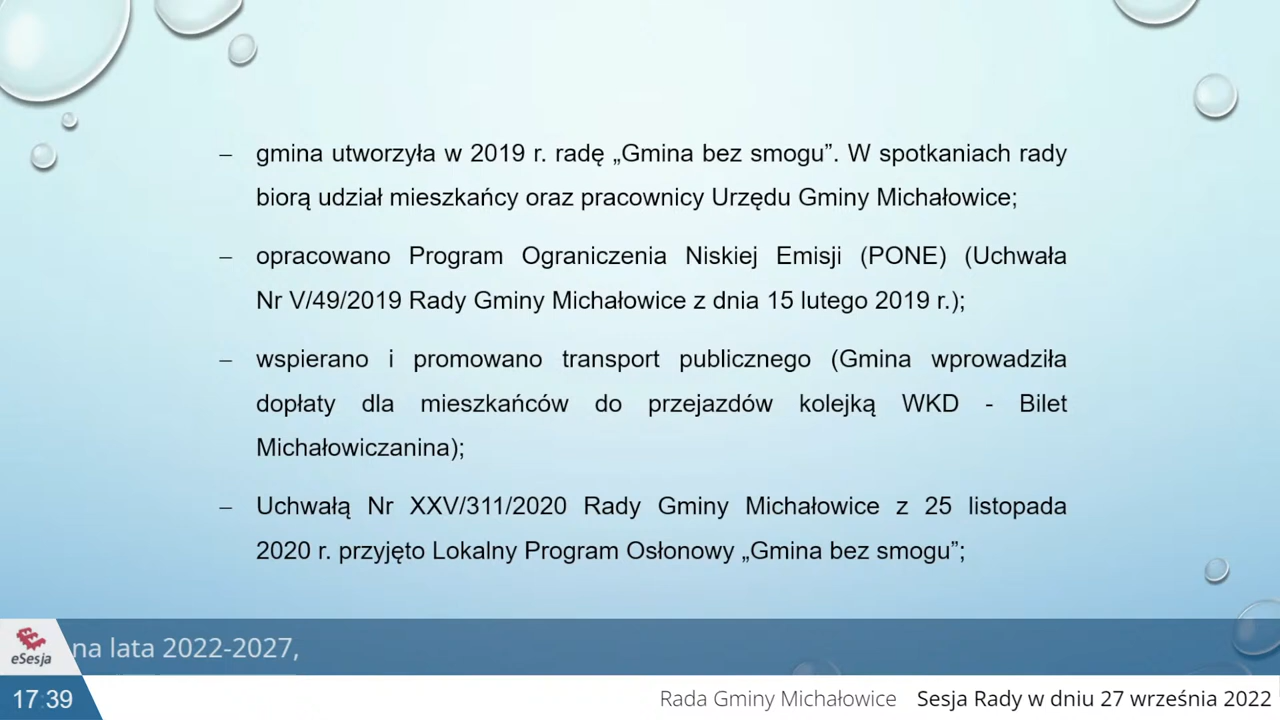 – gmina utworzyła w 2019 r. radę „Gmina bez smogu”. W spotkaniach rady
biorą udział mieszkańcy oraz pracownicy Urzędu Gminy Michałowice;
– opracowano Program Ograniczenia Niskiej Emisji (PONE) (Uchwała
Nr V/49/2019 Rady Gminy Michałowice z dnia 15 lutego 2019 r.);
– wspierano i promowano transport publicznego (Gmina wprowadziła
dopłaty dla mieszkańców do przejazdów kolejką WKD - Bilet
Michałowiczanina);
– Uchwałą Nr XXV/311/2020 Rady Gminy Michałowice z 25 listopada
2020 r. przyjęto Lokalny Program Osłonowy „Gmina bez smogu”;
na lata 2022-2027,
eSesja
17:39
Rada Gminy Michałowice Sesja Rady w dniu 27 września 2022